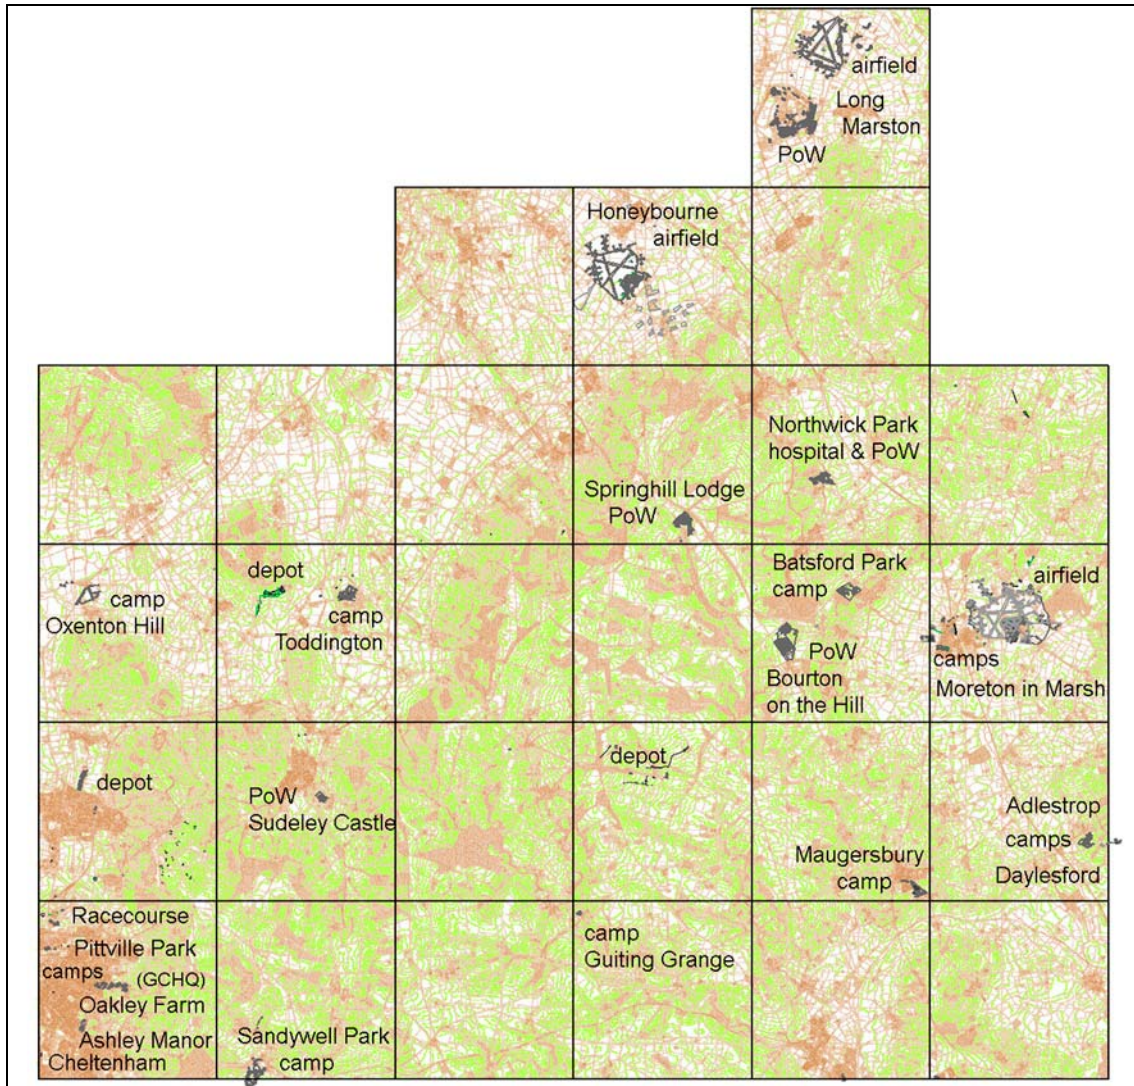 airfield
Long
Marston
PoW
Honeybourne
airfield
Northwick Park
hospital & PoW
Springhill Lodge
PoW
depot
camp
Oxenton Hill
camp
Toddington
Batsford Park
camp
PoW
Bourton
on the Hill
airfield
camps
Moreton in Marsh
depot
PoW
Sudeley Castle
depot
Maugersbury
camp
Adlestrop
camps
Daylesford
Racecourse
Pittville Park
camps
(GCHQ)
Oakley Farm
Ashley Manor
Cheltenham
Sandywell Park
camp
camp
Guiting Grange